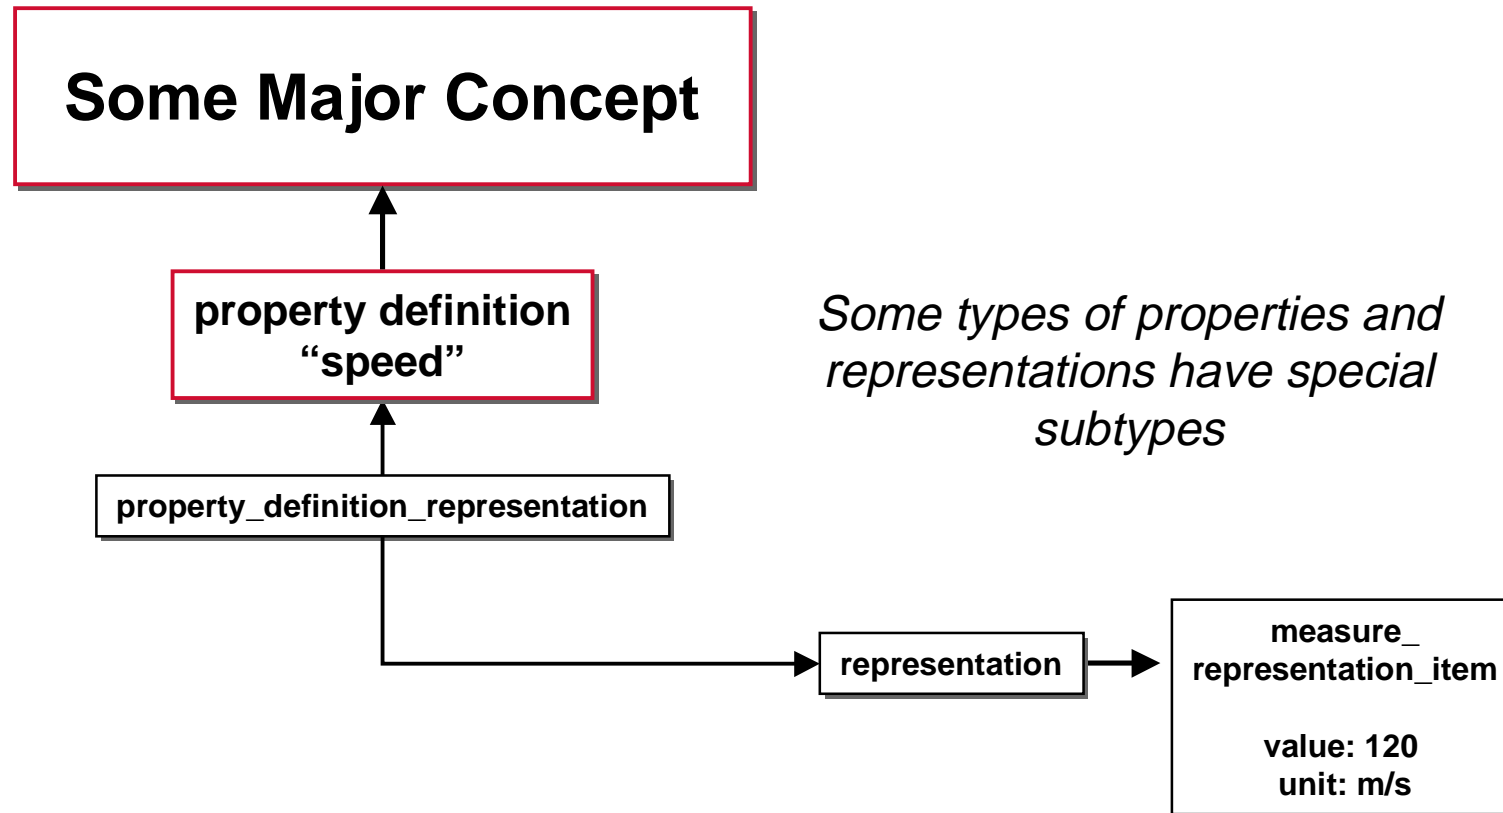 Some Major Concept
property definition
“speed”
Some types of properties and
representations have special
subtypes
property_definition_representation
representation
measure_
representation_item
value: 120
unit: m/s